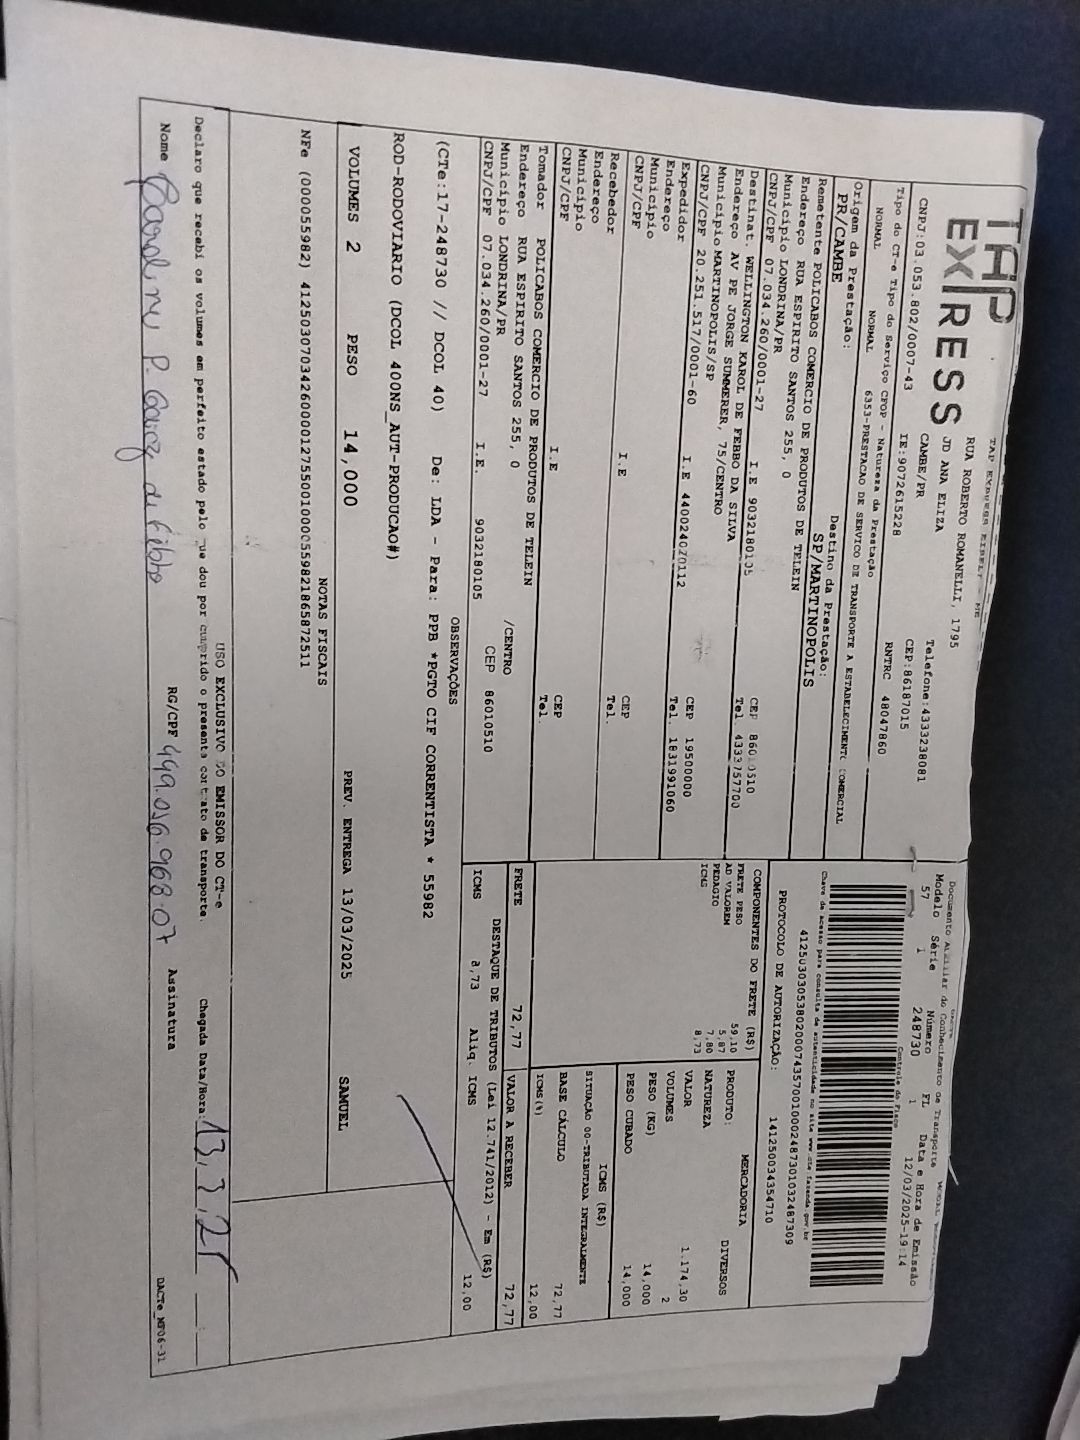 TAP
EX/RESS
RUA ROBERTO ROMANELLI, 1795
JD ANA ELIZA
CAMBE/PR
Telefone:4333238081
CEP:86187015
CNPJ:03.053.802/0007-43 IE:9072615228 RNTRC 48047860
Tipo do CT-e Tipo do Serviço CFOP - Natureza da Prestação
NORMAL NORMAL 6353-PRESTACAO DE SERVICO DE TRANSPORTE A ESTABELECIMENTO COMERCIAL
Origem da Prestação: Destino da Prestação:
PR/CAMBE SP/MARTINOPOLIS
Remetente POLICABOS COMERCIO DE PRODUTOS DE TELEIN
Endereço RUA ESPIRITO SANTOS 255, 0
Município LONDRINA/PR CEP 86010510
CNPJ/CPF 07.034.260/0001-27 I.E 9032180105 Tel. 4333757700
Destinat. WELLINGTON KAROL DE FEBBO DA SILVA
Endereço AV PE JORGE SUMMERER, 75/CENTRO
Município MARTINOPOLIS/SP CEP 19500000
CNPJ/CPF 20.251.517/0001-60 I.E 440024020112 Tel. 1831991060
Expedidor
Endereço
Município CEP
CNPJ/CPF I.E Tel.
Recebedor
Endereço
Município CEP
CNPJ/CPF I.E Tel.
Tomador POLICABOS COMERCIO DE PRODUTOS DE TELEIN
Endereço RUA ESPIRITO SANTOS 255, 0 /CENTRO
Município LONDRINA/PR CEP 86010510
CNPJ/CPF 07.034.260/0001-27 I.E. 9032180105
Documento Auxiliar do Conhecimento de Transporte
Modelo Série Número FL Data e Hora de Emissão
57 1 248730 1 12/03/2025-19:14
Controle do Fisco
Chave de acesso para consulta de autenticidade no site www.cte.fazenda.gov.br
41250303053802000743570010002487301032487309
PROTOCOLO DE AUTORIZAÇÃO: 141250034354710
COMPONENTES DO FRETE (R$)
FRETE PESO 59,10
AD VALOREM 5,87
PEDAGIO 7,80
ICMS 8,73
MERCADORIA
PRODUTO:
NATUREZA DIVERSOS
VALOR 1.174,30
VOLUMES 2
PESO (KG) 14,000
PESO CUBADO 14,000
ICMS (R$)
SITUAÇÃO 00-TRIBUTADA INTEGRALMENTE
BASE CÁLCULO 72,77
ICMS(%) 12,00
FRETE 72,77 VALOR A RECEBER 72,77
DESTAQUE DE TRIBUTOS (Lei 12.741/2012) - Em (R$)
ICMS 8,73 Aliq. ICMS 12,00
OBSERVAÇÕES
(CTe:17-248730 // DCOL 40) De: LDA - Para: PPB *PGTO CIF CORRENTISTA * 55982
ROD-RODOVIARIO (DCOL 400NS_AUT-PRODUCAO#)
VOLUMES 2 PESO 14,000 PREV. ENTREGA 13/03/2025 SAMUEL
NOTAS FISCAIS
NFe (000055982) 41250307034260000127550010000559821865872511
USO EXCLUSIVO DO EMISSOR DO CT-e
Declaro que recebi os volumes em perfeito estado pelo que dou por cumprido o presente contrato de transporte. Chegada Data/Hora:
Nome RG/CPF 449.056.968-07 Assinatura
DACTe_MF06-31